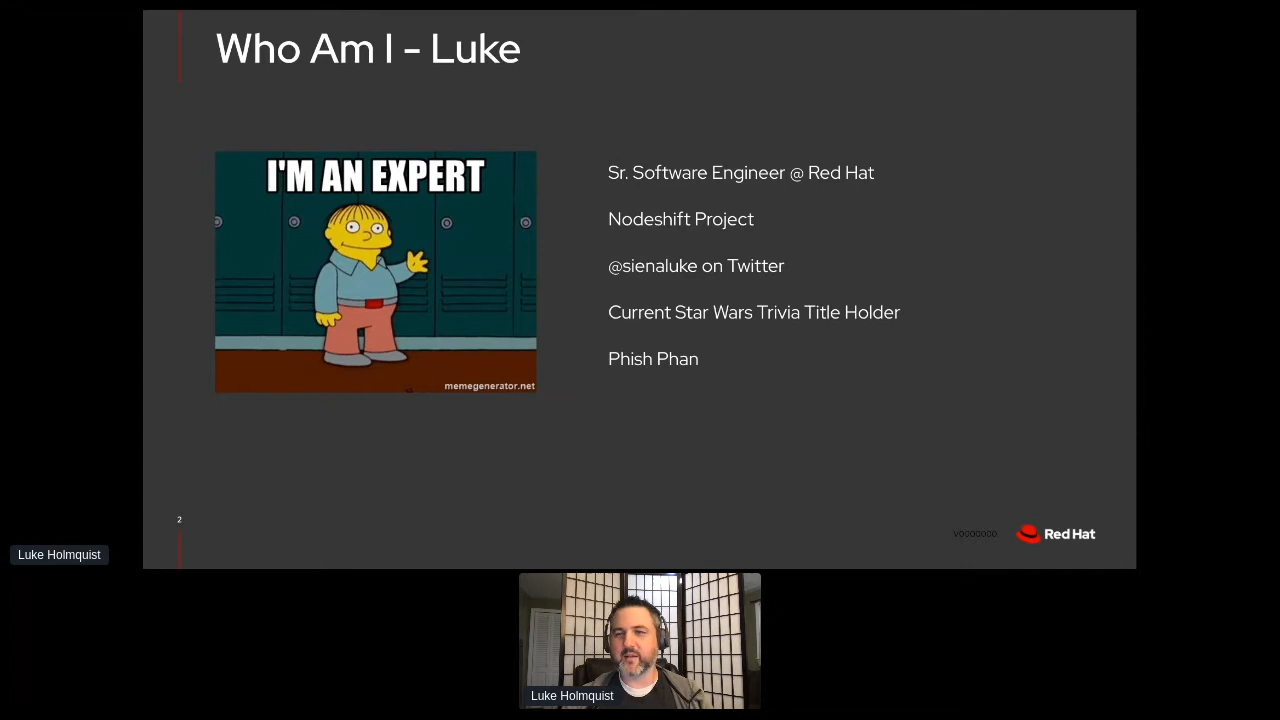 Who Am I - Luke
I'M AN EXPERT
memegenerator.net
Sr. Software Engineer @ Red Hat
Nodeshift Project
@sienaluke on Twitter
Current Star Wars Trivia Title Holder
Phish Phan
2
V0000000
Red Hat
Luke Holmquist
Luke Holmquist